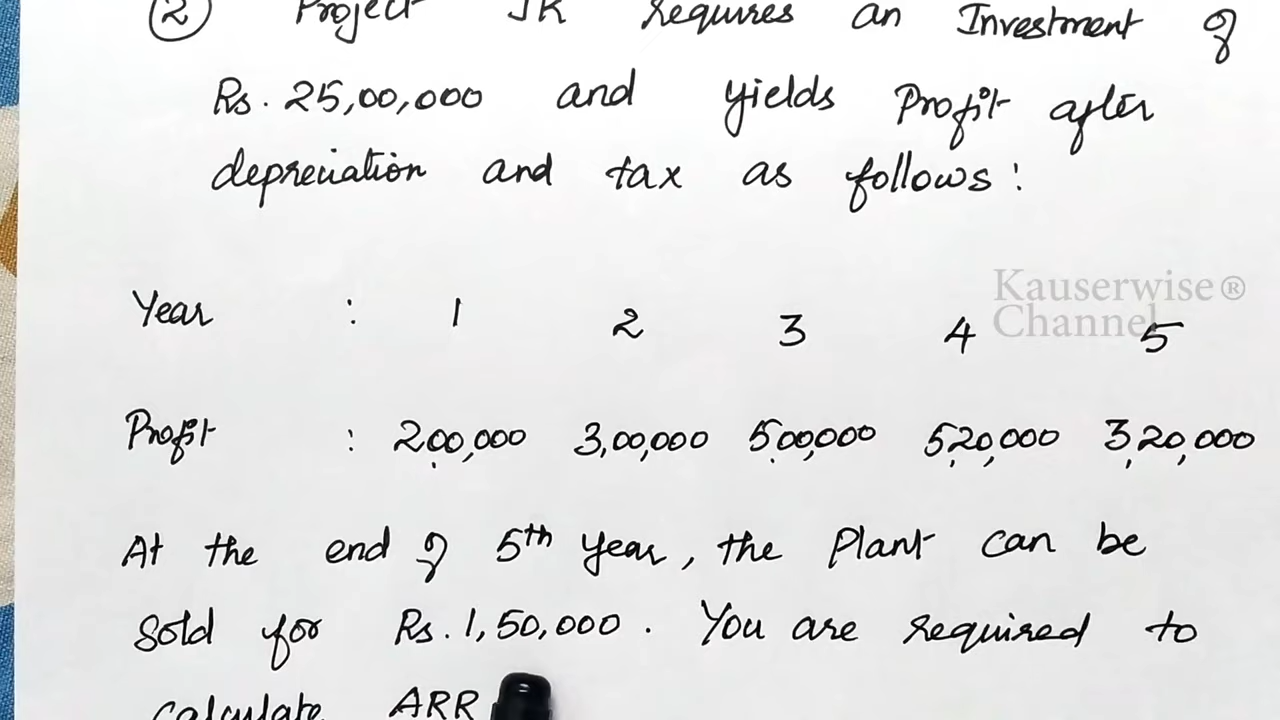 ② Project JK requires an Investment of
Rs. 25,00,000 and yields Profit after
depreciation and tax as follows:
Kauserwise®
Channel
Year : 1 2 3 4 5
Profit : 2,00,000 3,00,000 5,00,000 5,20,000 3,20,000
At the end of 5th year, the Plant can be
sold for Rs. 1,50,000. You are required to
calculate ARR